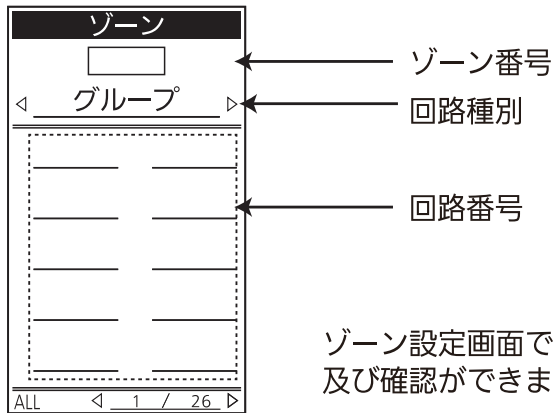 ゾーン
ゾーン番号
グループ
回路種別
回路番号
ゾーン設定画面で
及び確認ができま
ALL ◁ 1 / 26 ▷